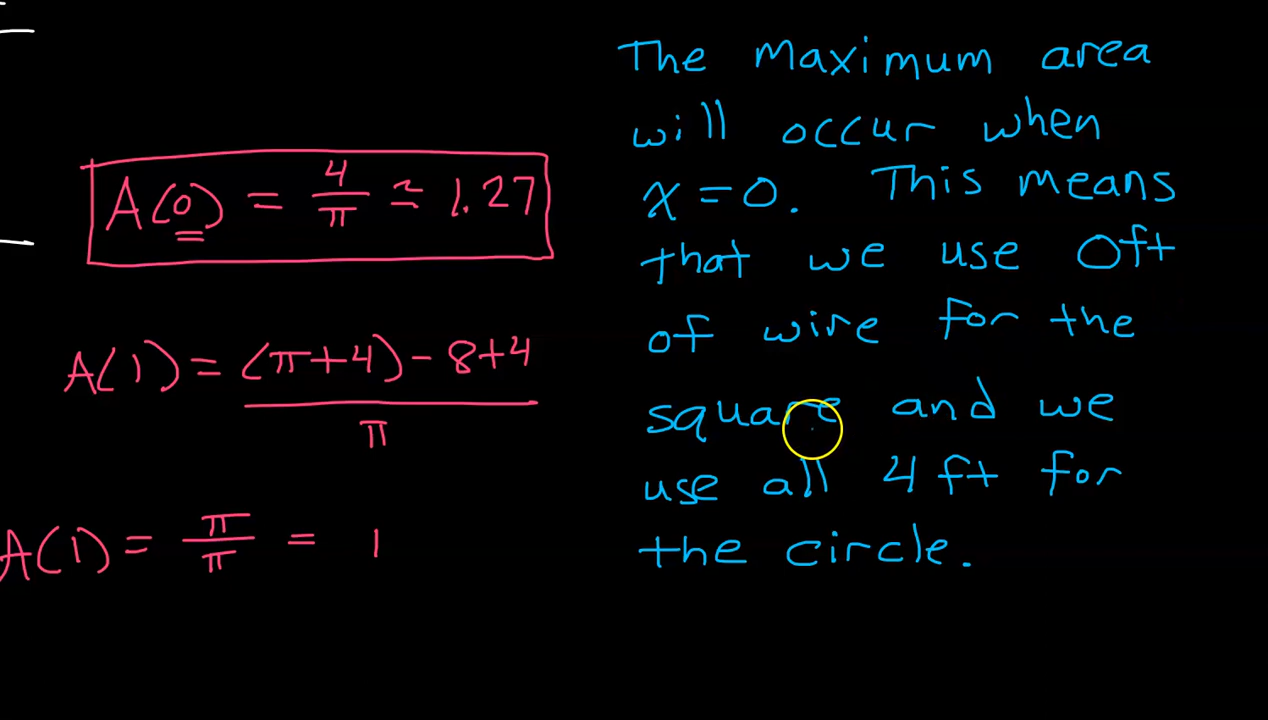 A(0) = 4/π ≃ 1.27
A(1) = ((π+4) - 8+4)/π
A(1) = π/π = 1
The maximum area
will occur when
x = 0. This means
that we use 0ft
of wire for the
square and we
use all 4 ft for
the circle.